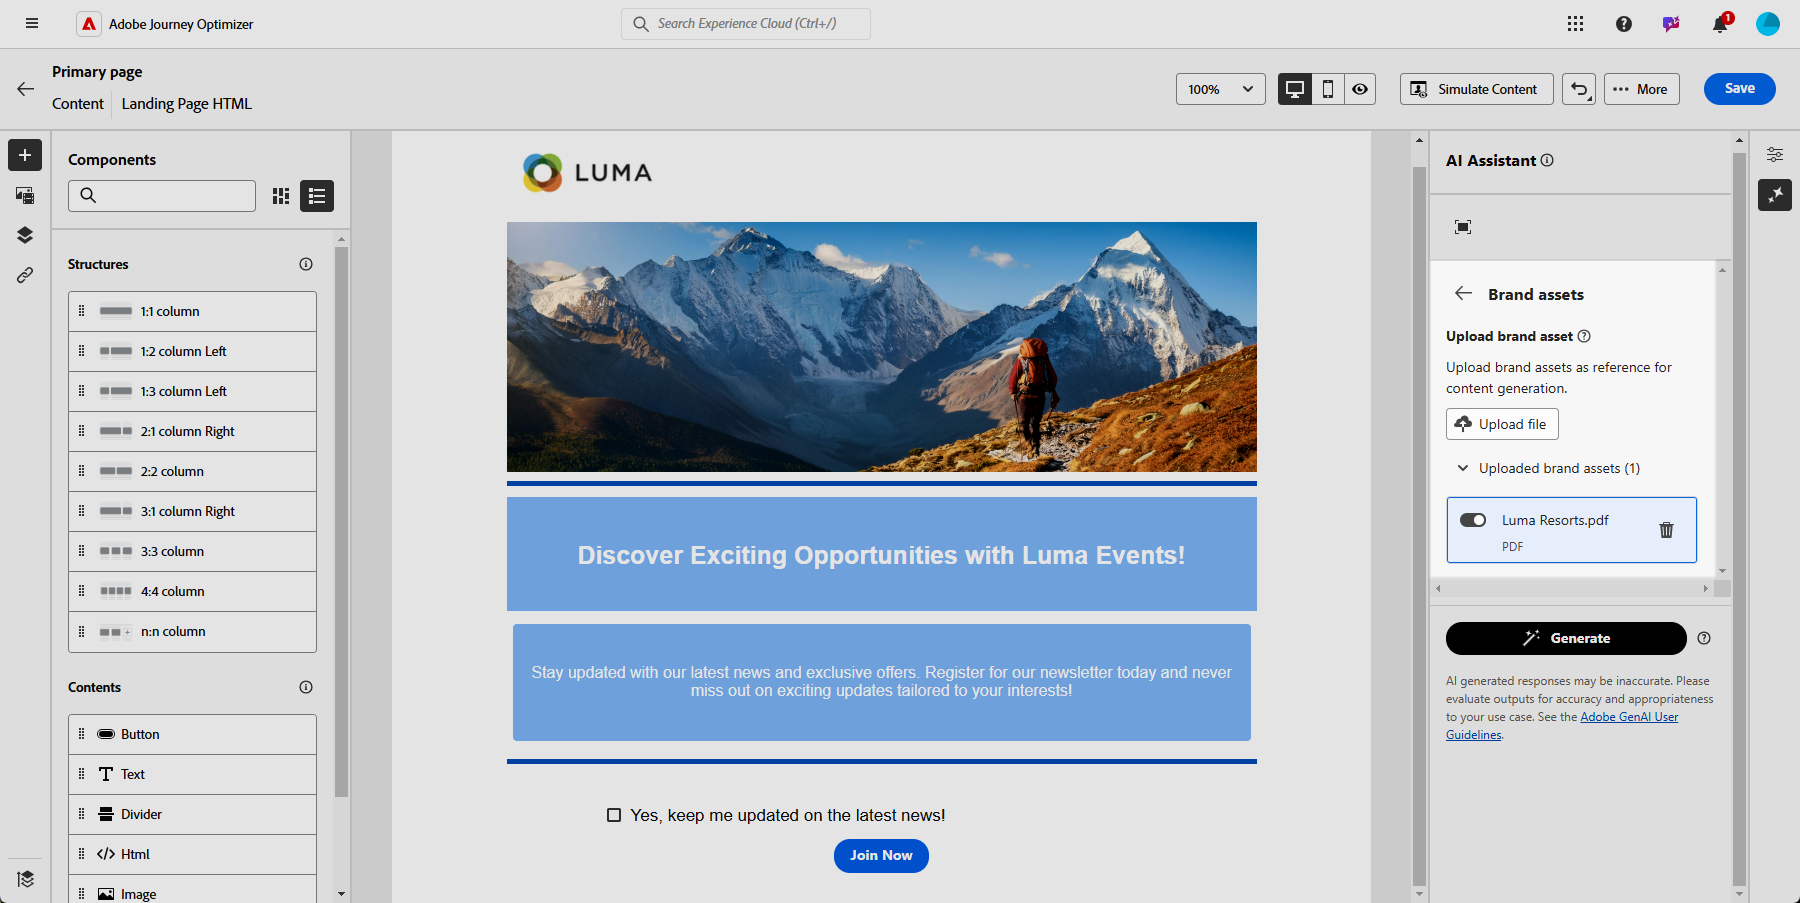 Adobe Journey Optimizer
Search Experience Cloud (Ctrl+/)
1
Primary page
Content
Landing Page HTML
100%
Simulate Content
More
Save
Components
Structures
1:1 column
1:2 column Left
1:3 column Left
2:1 column Right
2:2 column
3:1 column Right
3:3 column
4:4 column
n:n column
Contents
Button
Text
Divider
Html
Image
LUMA
Discover Exciting Opportunities with Luma Events!
Stay updated with our latest news and exclusive offers. Register for our newsletter today and never
miss out on exciting updates tailored to your interests!
Yes, keep me updated on the latest news!
Join Now
AI Assistant
Brand assets
Upload brand asset
Upload brand assets as reference for
content generation.
Upload file
Uploaded brand assets (1)
Luma Resorts.pdf
PDF
Generate
AI generated responses may be inaccurate. Please
evaluate outputs for accuracy and appropriateness
to your use case. See the Adobe GenAI User
Guidelines.